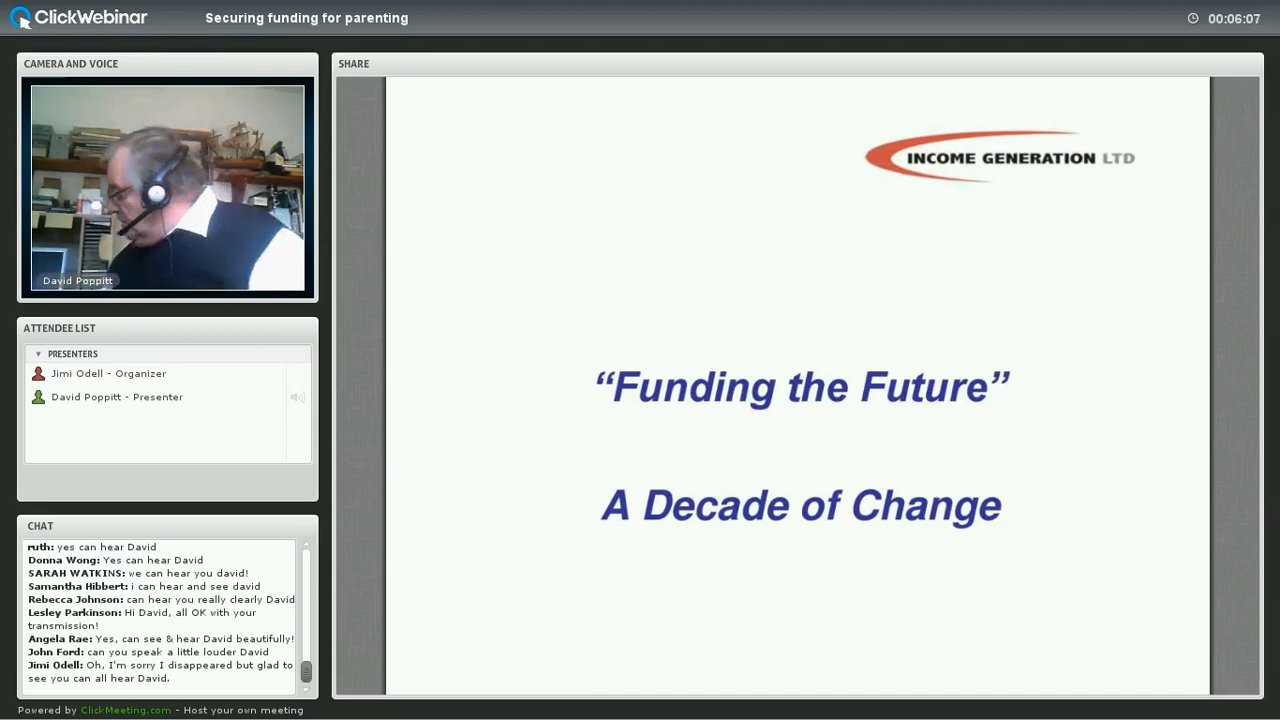 ClickWebinar
Securing funding for parenting
00:06:07
CAMERA AND VOICE
David Poppitt
ATTENDEE LIST
PRESENTERS
Jimi Odell - Organizer
David Poppitt - Presenter
CHAT
ruth: yes can hear David
Donna Wong: Yes can hear David
SARAH WATKINS: we can hear you david!
Samantha Hibbert: i can hear and see david
Rebecca Johnson: can hear you really clearly David
Lesley Parkinson: Hi David, all OK with your
transmission!
Angela Rae: Yes, can see & hear David beautifully!
John Ford: can you speak a little louder David
Jimi Odell: Oh, I'm sorry I disappeared but glad to
see you can all hear David.
SHARE
INCOME GENERATION LTD
“Funding the Future”
A Decade of Change
Powered by ClickMeeting.com - Host your own meeting